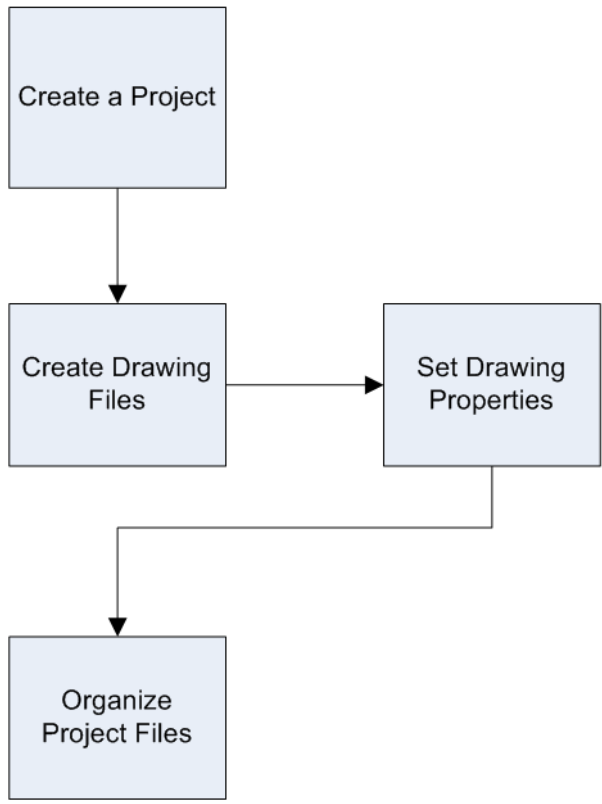 Create a Project
Create Drawing
Files
Set Drawing
Properties
Organize
Project Files